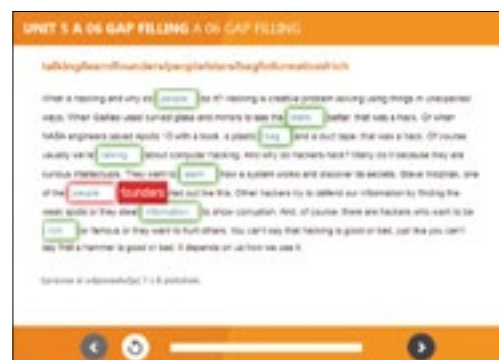 UNIT 5 A 06 GAP FILLING A 06 GAP FILLING
talking/learn/founders/people/stars/bag/information/rich
What is hacking and why do people do it? Hacking is creative problem solving using things in unexpected
ways. When Galileo used curved glass and mirrors to see the stars better that was a hack. Or when
NASA engineers saved Apollo 13 with a book, a plastic bag and a duct tape that was a hack. Of course,
usually we're talking about computer hacking. And why do hackers hack? Many do it because they are
curious intellectuals. They want to learn how a system works and discover its secrets. Steve Wozniak, one
of the people founders out like this. Other hackers try to defend our information by finding the
weak spots or they steal information to show corruption. And, of course, there are hackers who want to be
rich or famous or they want to hurt others. You can't say that hacking is good or bad, just like you can't
say that a hammer is good or bad. It depends on us how we use it.